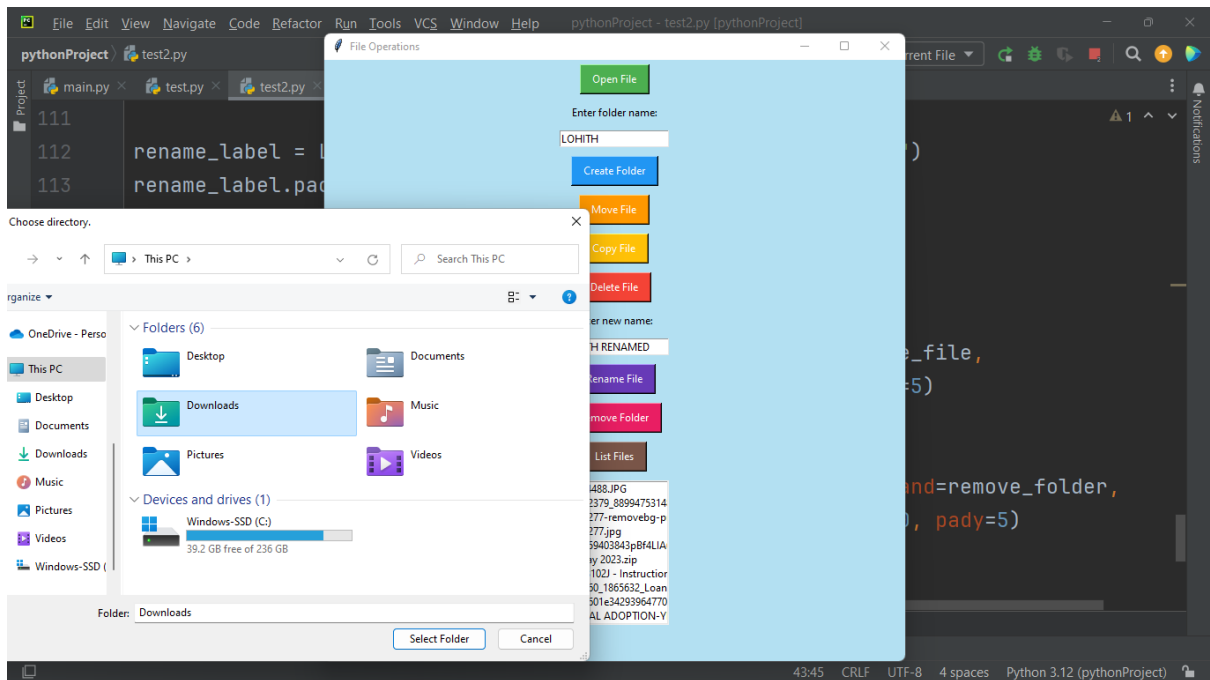 File Edit View Navigate Code Refactor Run Tools VCS Window Help pythonProject - test2.py [pythonProject]
pythonProject test2.py
File Operations
rrent File
Project
main.py test.py test2.py
Notifications
1
111
112 rename_label = L
")
113 rename_label.pac
Open File
Enter folder name:
LOHITH
Create Folder
Move File
Copy File
Delete File
er new name:
TH RENAMED
Rename File
move Folder
List Files
4488.JPG
2379_8899475314
277-removebg-p
277.jpg
59403843pBf4LIA
ay 2023.zip
102J - Instruction
50_1865632_Loan
501e34293964770
AL ADOPTION-Y
e_file,
=5)
and=remove_folder,
), pady=5)
Choose directory.
This PC
Search This PC
rganize
OneDrive - Perso
This PC
Desktop
Documents
Downloads
Music
Pictures
Videos
Windows-SSD (
Folders (6)
Desktop
Documents
Downloads
Music
Pictures
Videos
Devices and drives (1)
Windows-SSD (C:)
39.2 GB free of 236 GB
Folder: Downloads
Select Folder Cancel
43:45 CRLF UTF-8 4 spaces Python 3.12 (pythonProject)